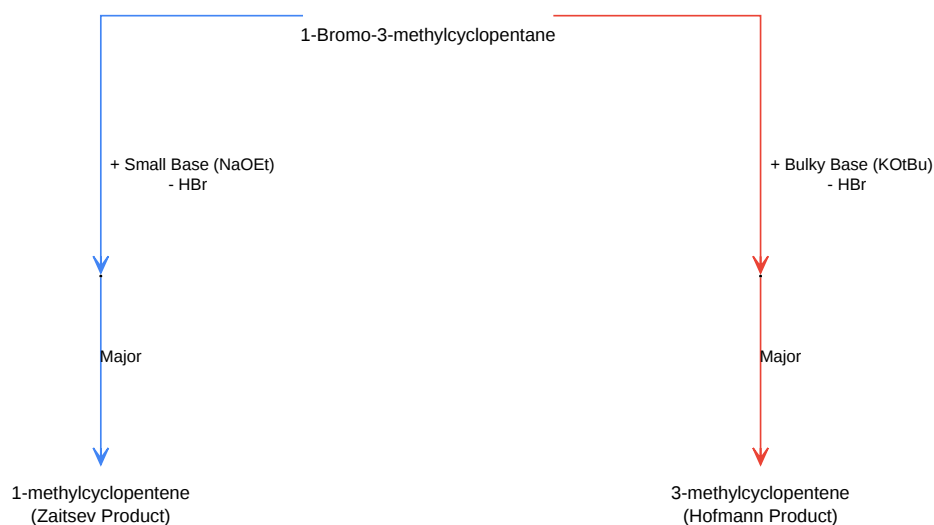 1-Bromo-3-methylcyclopentane
+ Small Base (NaOEt)
- HBr
+ Bulky Base (KOtBu)
- HBr
Major
Major
1-methylcyclopentene
(Zaitsev Product)
3-methylcyclopentene
(Hofmann Product)